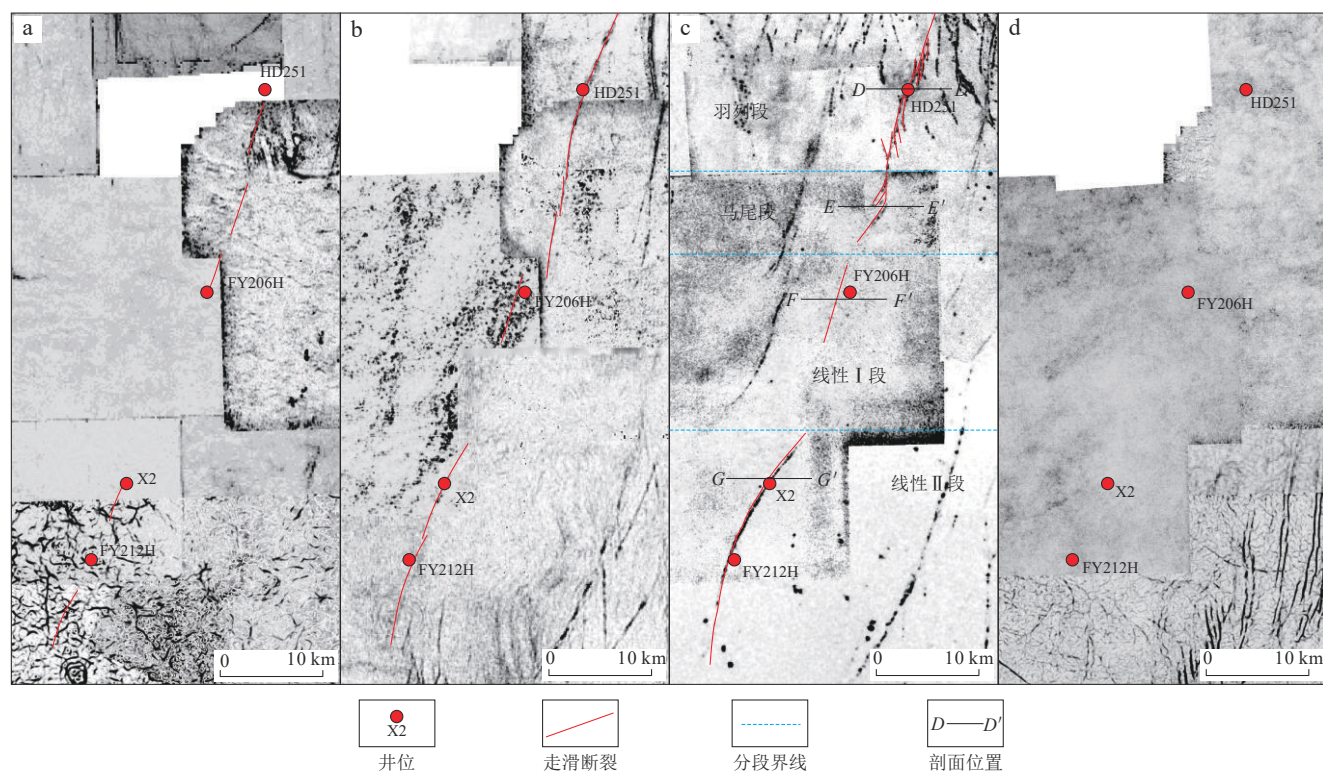 a
HD251
FY206H
X2
FY212H
0 10 km
b
HD251
FY206H
X2
FY212H
0 10 km
c
D D′
HD251
羽列段
马尾段
E E′
FY206H
F F′
线性Ⅰ段
G G′
X2
线性Ⅱ段
FY212H
0 10 km
d
HD251
FY206H
X2
FY212H
0 10 km
X2
井位
走滑断裂
分段界线
D D′
剖面位置